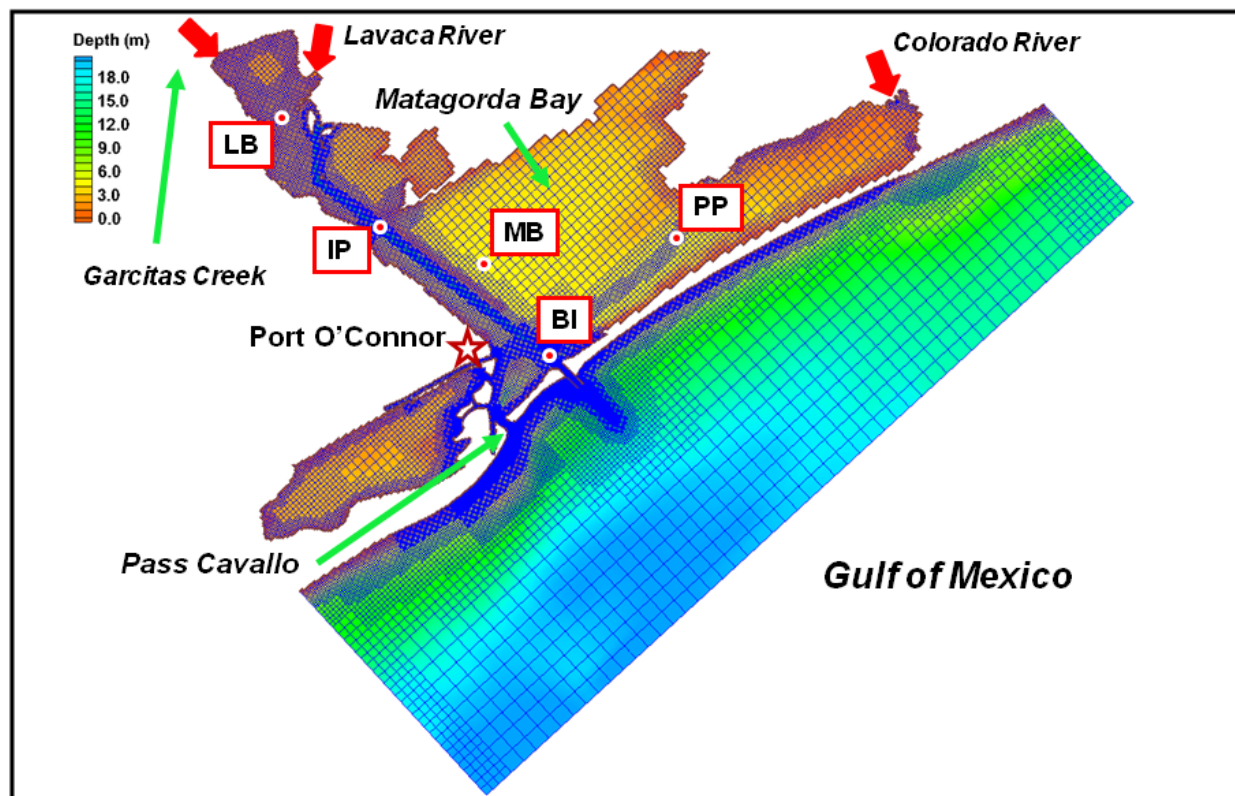 Depth (m)
18.0
15.0
12.0
9.0
6.0
3.0
0.0
Lavaca River
Colorado River
Matagorda Bay
LB
PP
MB
IP
Garcitas Creek
BI
Port O'Connor
Pass Cavallo
Gulf of Mexico